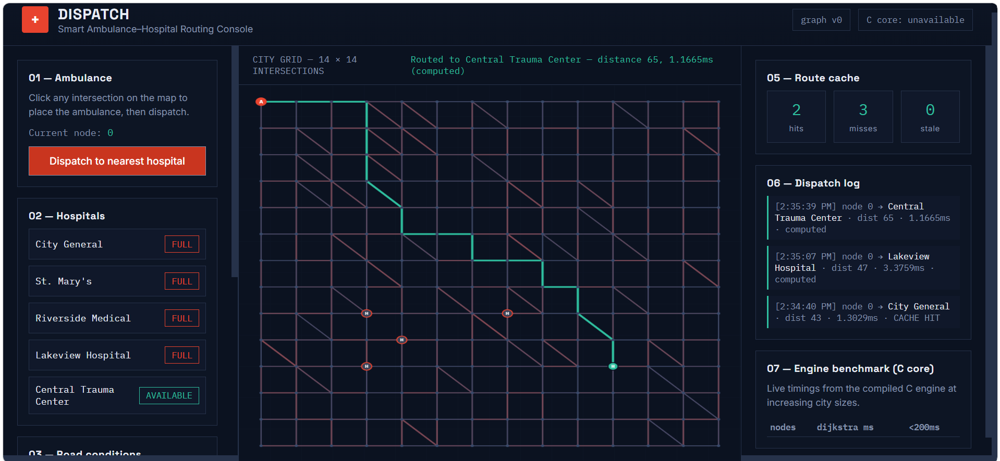 +
DISPATCH
Smart Ambulance–Hospital Routing Console
graph v0
C core: unavailable
01 — Ambulance
Click any intersection on the map to
place the ambulance, then dispatch.
Current node: 0
Dispatch to nearest hospital
02 — Hospitals
City General FULL
St. Mary's FULL
Riverside Medical FULL
Lakeview Hospital FULL
Central Trauma
Center
AVAILABLE
03 — Road conditions
CITY GRID — 14 × 14
INTERSECTIONS
Routed to Central Trauma Center — distance 65, 1.1665ms
(computed)
A
H
H
H
H
H
05 — Route cache
2 3 0
hits misses stale
06 — Dispatch log
[2:35:39 PM] node 0 → Central
Trauma Center · dist 65 · 1.1665ms
· computed
[2:35:07 PM] node 0 → Lakeview
Hospital · dist 47 · 3.3759ms ·
computed
[2:34:40 PM] node 0 → City General
· dist 43 · 1.3029ms · CACHE HIT
07 — Engine benchmark (C core)
Live timings from the compiled C engine at
increasing city sizes.
nodes dijkstra ms <200ms